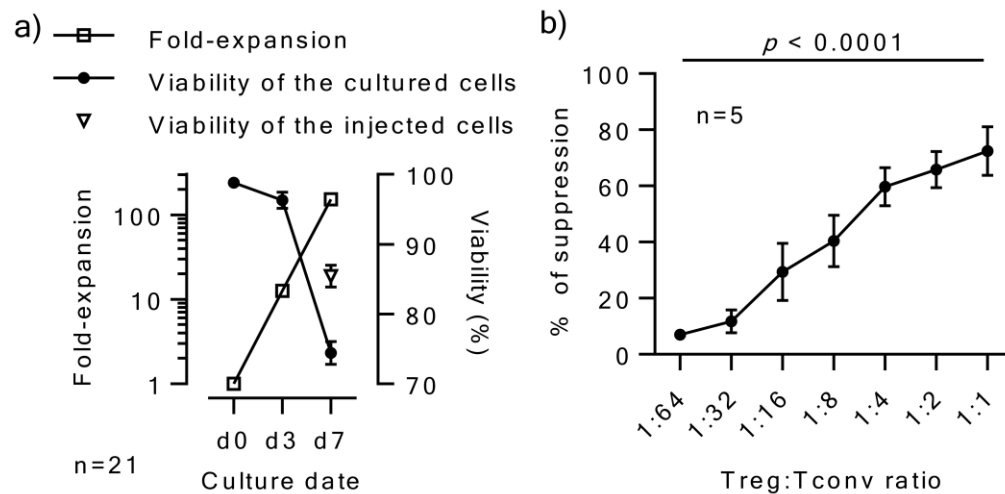 a)
Fold-expansion
Viability of the cultured cells
Viability of the injected cells
Fold-expansion
100
10
1
Viability (%)
100
90
80
70
d0 d3 d7
Culture date
n=21
b)
p < 0.0001
n=5
% of suppression
100
80
60
40
20
0
1:64 1:32 1:16 1:8 1:4 1:2 1:1
Treg:Tconv ratio